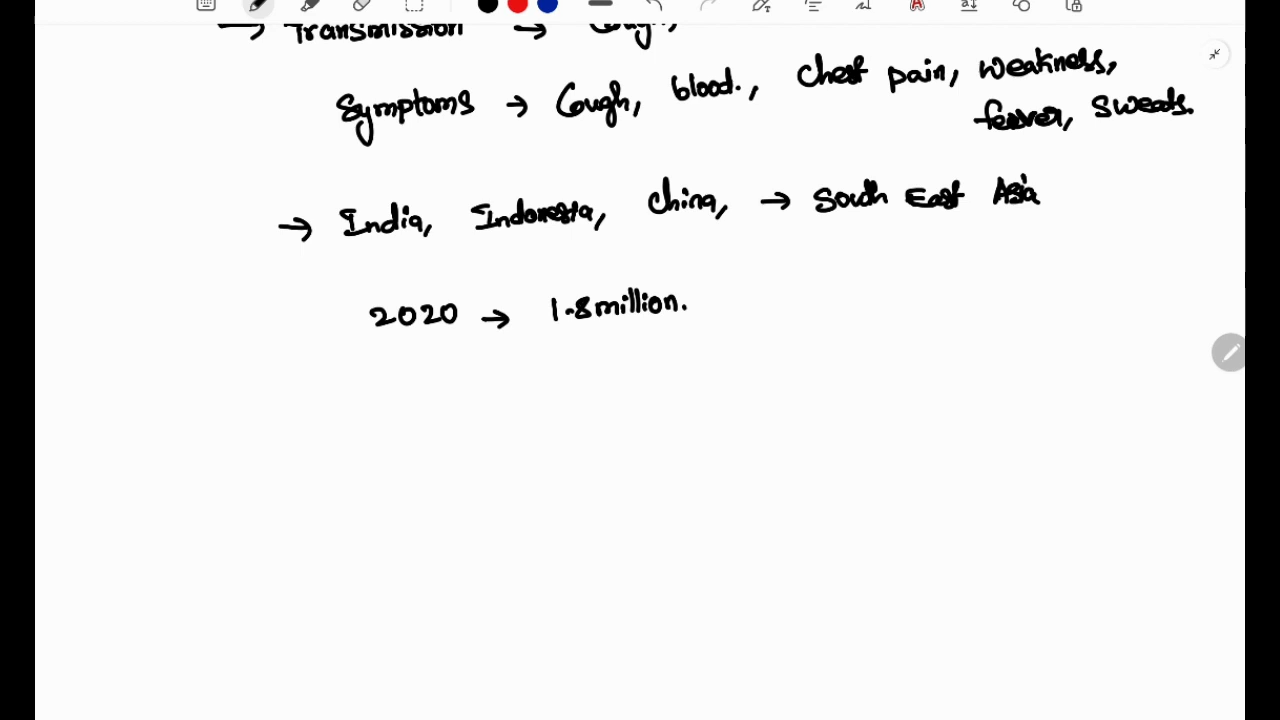 → Transmission → Cough,
Symptoms → Cough, blood., Chest pain, weakness,
fever, sweats.
→ India, Indonesia, China, → South East Asia
2020 → 1.8 million.